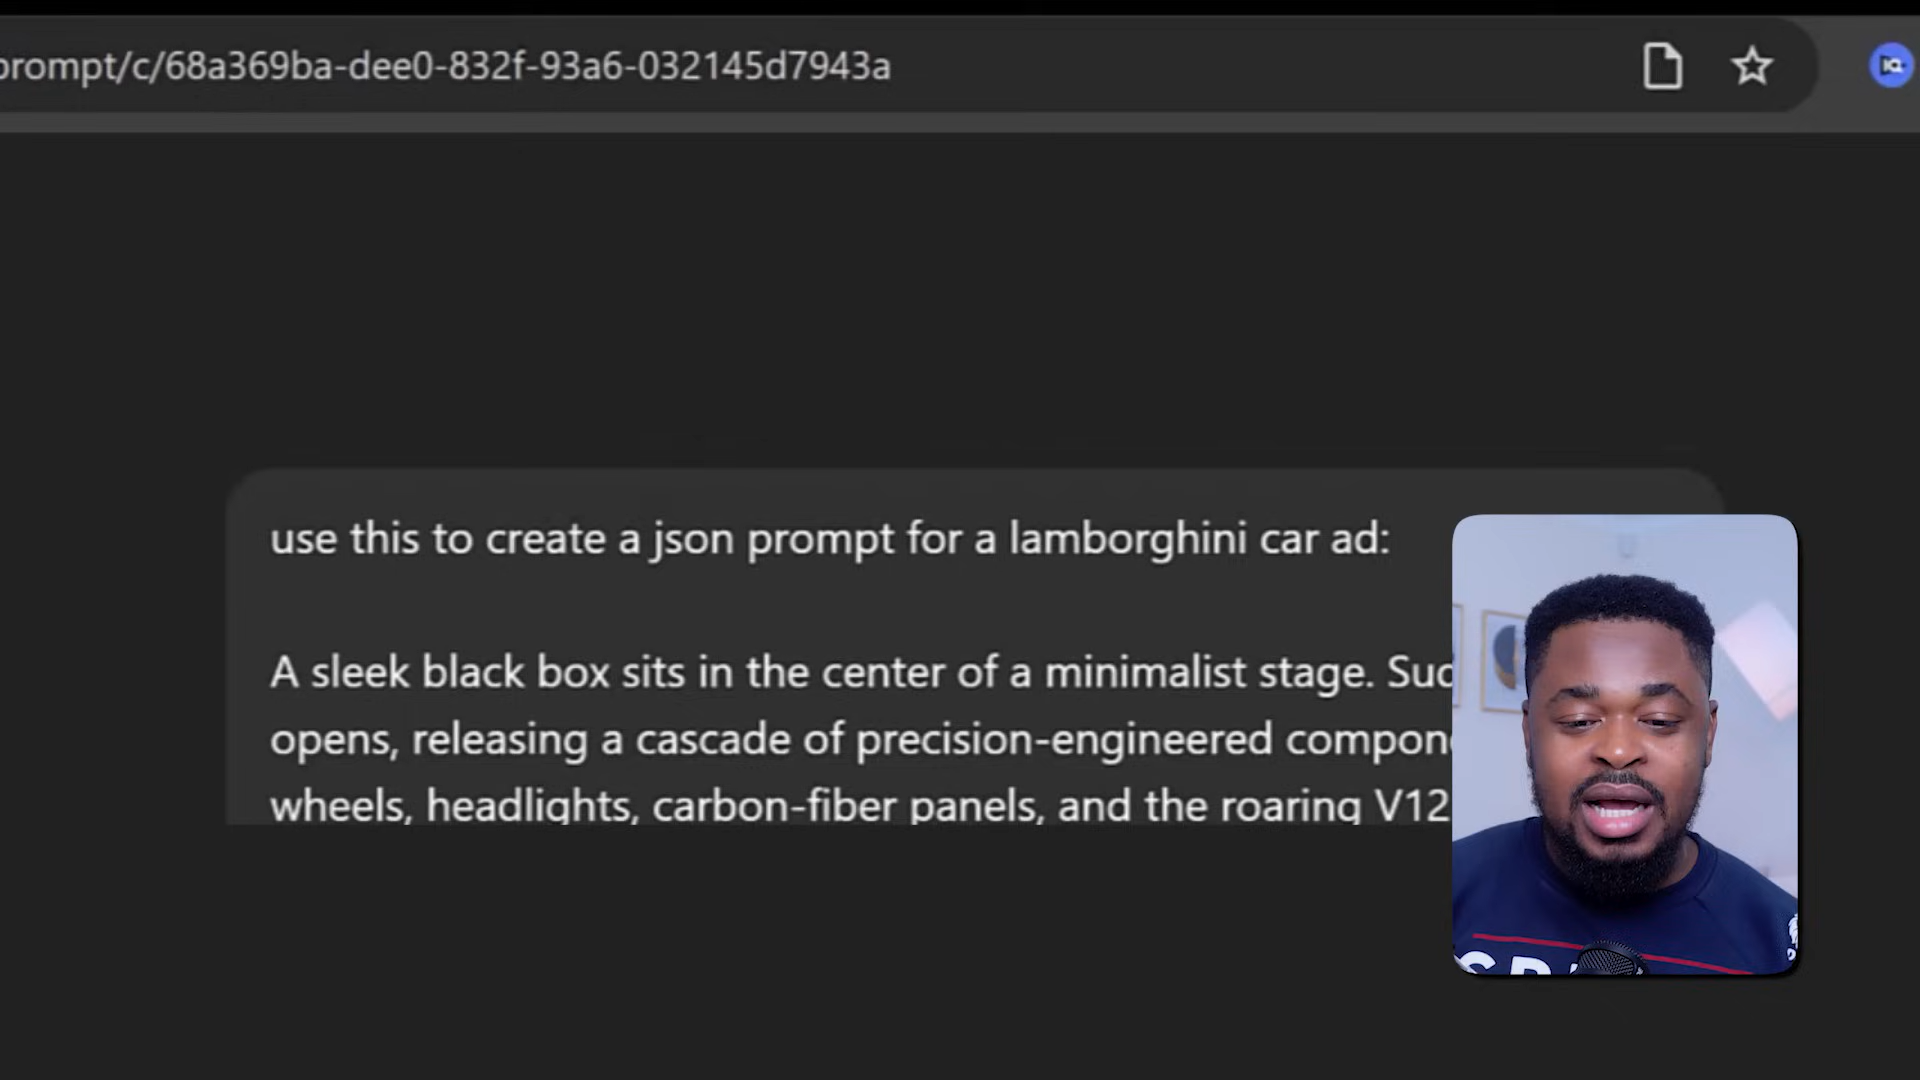 prompt/c/68a369ba-dee0-832f-93a6-032145d7943a
use this to create a json prompt for a lamborghini car ad:
A sleek black box sits in the center of a minimalist stage.
opens, releasing a cascade of precision-engineered
wheels, headlights, carbon-fiber panels, and the roaring V12